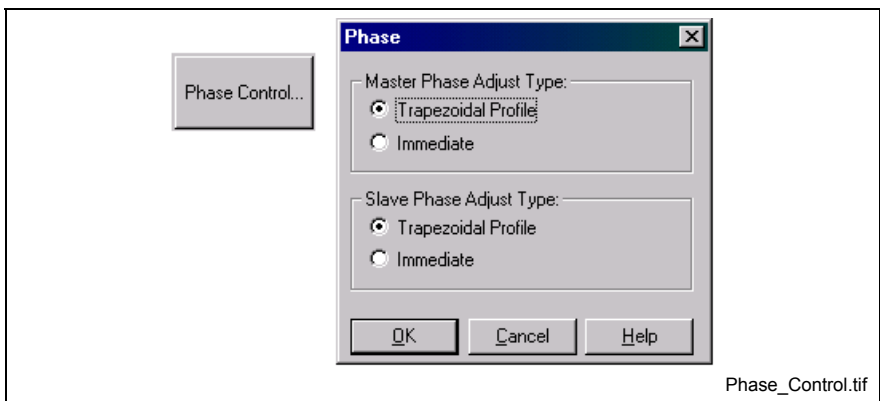 Phase
Phase Control...
Master Phase Adjust Type:
Trapezoidal Profile
Immediate
Slave Phase Adjust Type:
Trapezoidal Profile
Immediate
OK
Cancel
Help
Phase_Control.tif